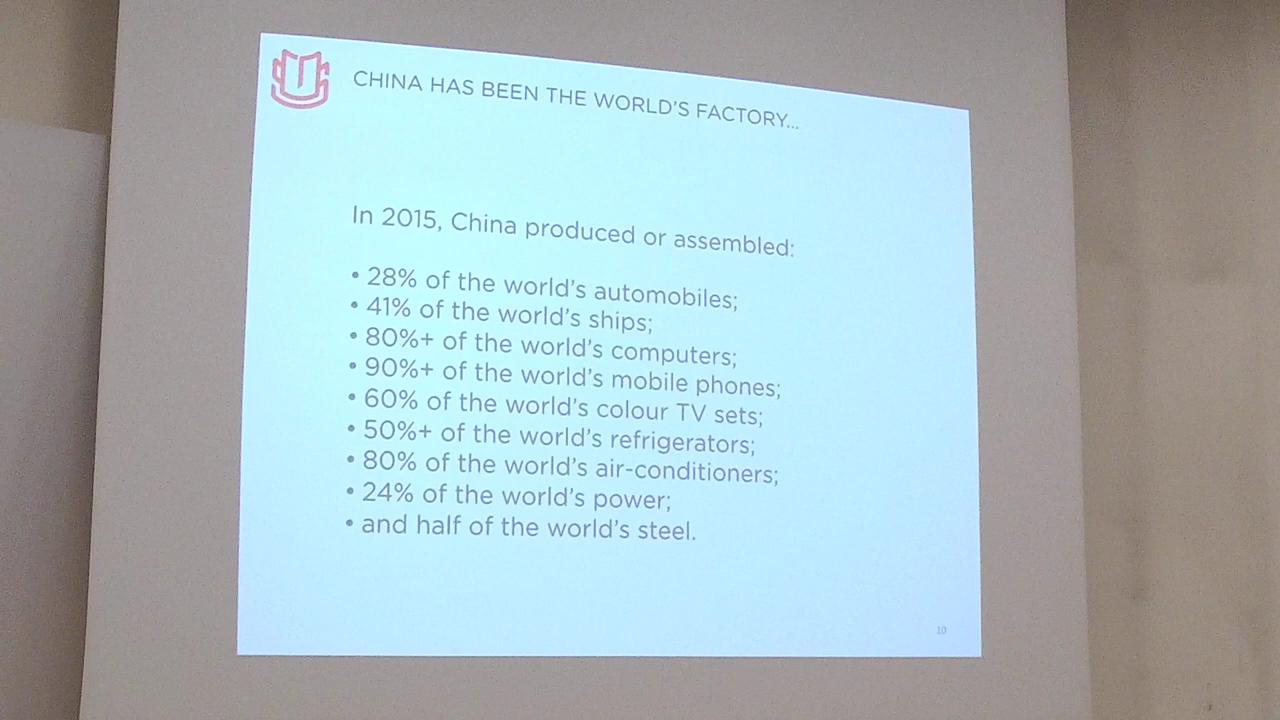 CHINA HAS BEEN THE WORLD'S FACTORY...
In 2015, China produced or assembled:
• 28% of the world's automobiles;
• 41% of the world's ships;
• 80%+ of the world's computers;
• 90%+ of the world's mobile phones;
• 60% of the world's colour TV sets;
• 50%+ of the world's refrigerators;
• 80% of the world's air-conditioners;
• 24% of the world's power;
• and half of the world's steel.
10